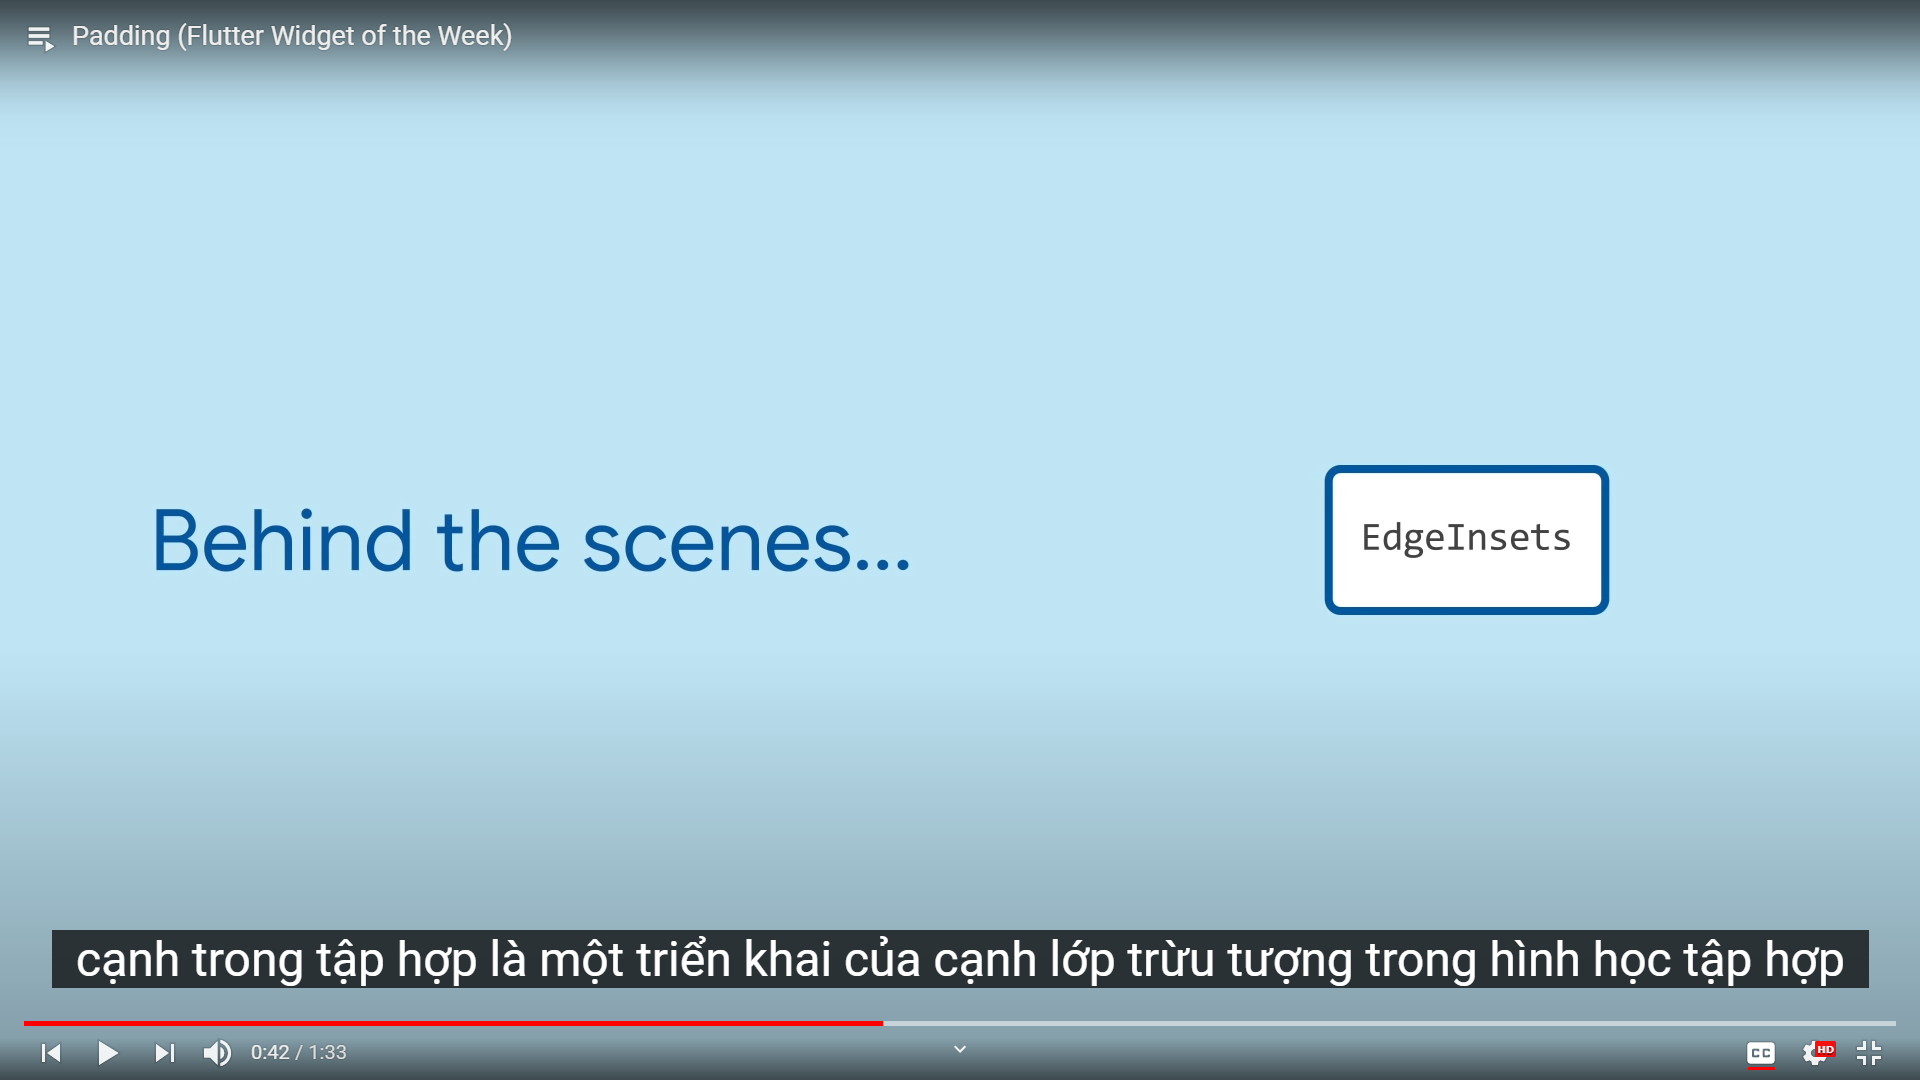 Padding (Flutter Widget of the Week)
Behind the scenes...
EdgeInsets
cạnh trong tập hợp là một triển khai của cạnh lớp trừu tượng trong hình học tập hợp
0:42 / 1:33
CC
HD